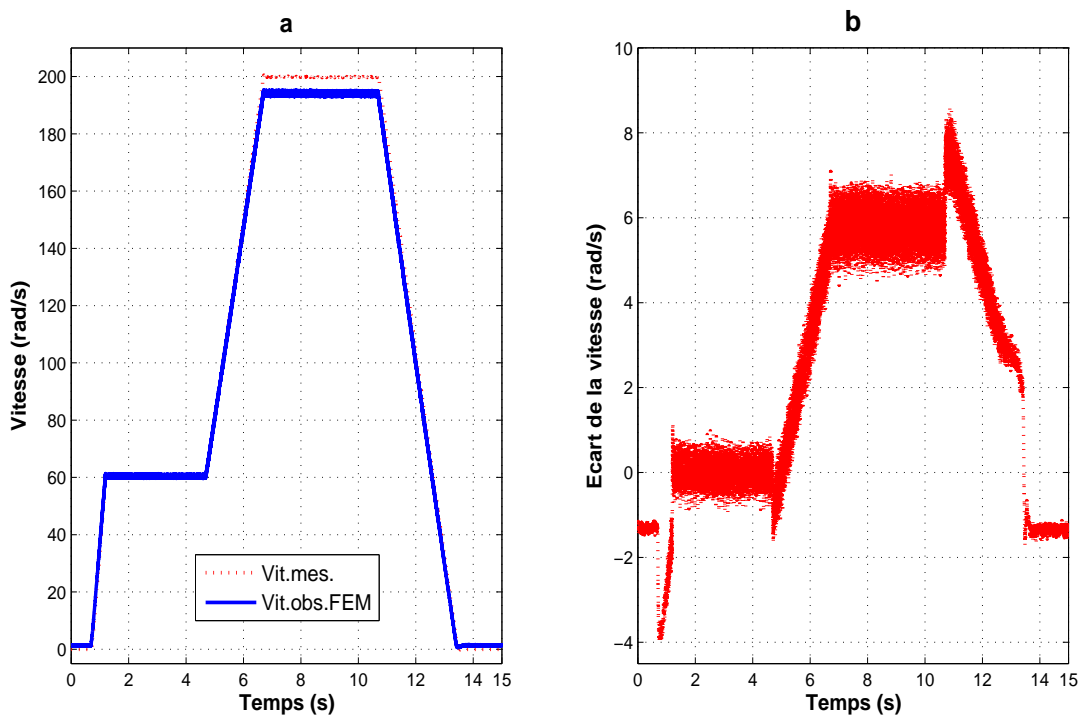 a
Vitesse (rad/s)
200
180
160
140
120
100
80
60
40
20
0
Vit.mes.
Vit.obs.FEM
0 2 4 6 8 10 12 14 15
Temps (s)
b
Ecart de la vitesse (rad/s)
10
8
6
4
2
0
−2
−4
0 2 4 6 8 10 12 14 15
Temps (s)